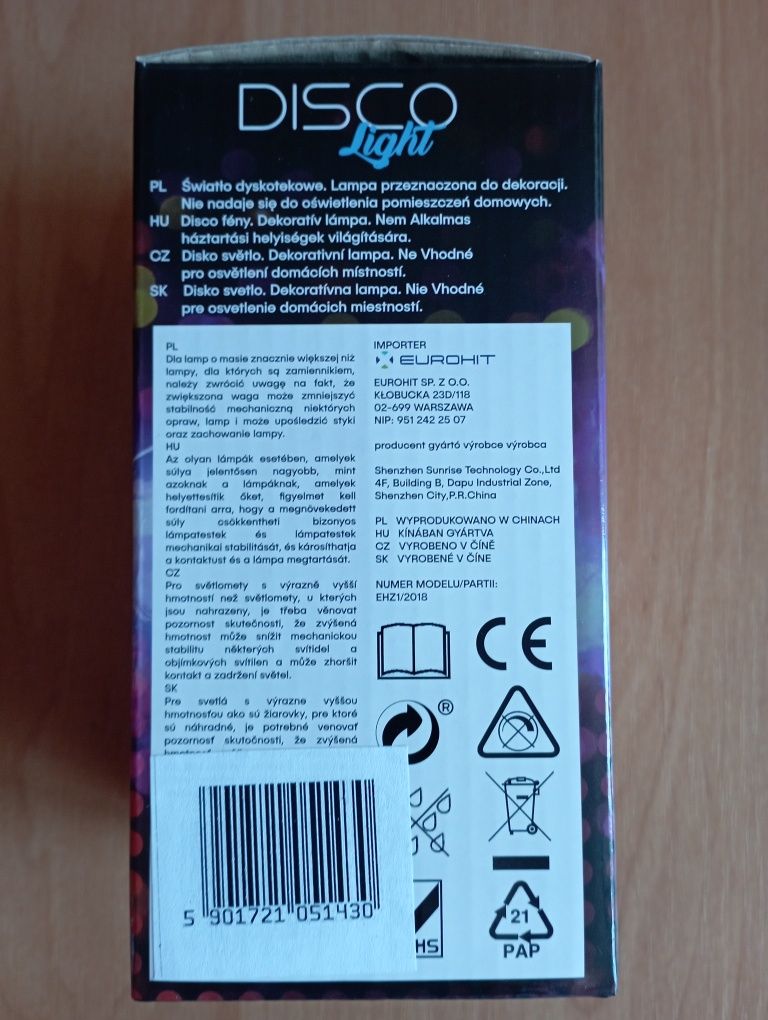 DISCO
Light
PL Światło dyskotekowe. Lampa przeznaczona do dekoracji.
Nie nadaje się do oświetlenia pomieszczeń domowych.
HU Disco fény. Dekoratív lámpa. Nem Alkalmas
háztartási helyiségek világítására.
CZ Disko světlo. Dekorativní lampa. Ne Vhodné
pro osvětlení domácích místností.
SK Disko svetlo. Dekoratívna lampa. Nie Vhodné
pre osvetlenie domácich miestností.
PL
Dla lamp o masie znacznie większej niż
lampy, dla których są zamiennikiem,
należy zwrócić uwagę na fakt, że
zwiększona waga może zmniejszyć
stabilność mechaniczną niektórych
opraw, lamp i może upośledzić styki
oraz zachowanie lampy.
HU
Az olyan lámpák esetében, amelyek
súlya jelentősen nagyobb, mint
azoknak a lámpáknak, amelyek
helyettesítik őket, figyelmet kell
fordítani arra, hogy a megnövekedett
súly csökkentheti bizonyos
lámpatestek és lámpatestek
mechanikai stabilitását, és károsíthatja
a kontaktust és a lámpa megtartását.
CZ
Pro světlomety s výrazně vyšší
hmotností než světlomety, u kterých
jsou nahrazeny, je třeba věnovat
pozornost skutečnosti, že zvýšená
hmotnost může snížit mechanickou
stabilitu některých svítidel a
objímkových svítilen a může zhoršit
kontakt a zadržení světel.
SK
Pre svetlá s výrazne vyššou
hmotnosťou ako sú žiarovky, pre ktoré
sú náhradné, je potrebné venovať
pozornosť skutočnosti, že zvýšená
IMPORTER
EUROHIT
EUROHIT SP. Z O.O.
KŁOBUCKA 23D/118
02-699 WARSZAWA
NIP: 951 242 25 07
producent gyártó výrobce výrobca
Shenzhen Sunrise Technology Co.,Ltd
4F, Building B, Dapu Industrial Zone,
Shenzhen City,P.R.China
PL WYPRODUKOWANO W CHINACH
HU KÍNÁBAN GYÁRTVA
CZ VYROBENO V ČÍNĚ
SK VYROBENÉ V ČÍNE
NUMER MODELU/PARTII:
EHZ1/2018
CE
®
HS
21
PAP
5 901721 051430